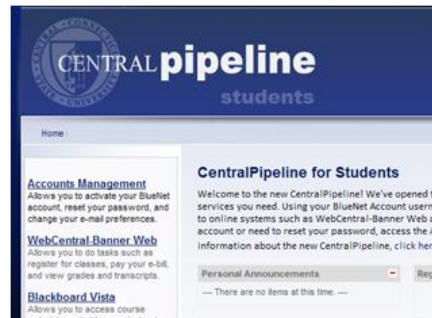 CENTRAL pipeline
students
Home
CentralPipeline for Students
Welcome to the new CentralPipeline! We've opened
services you need. Using your BlueNet Account usern
to online systems such as WebCentral-Banner Web a
account or need to reset your password, access the A
information about the new CentralPipeline, click her
Accounts Management
Allows you to activate your BlueNet
account, reset your password, and
change your e-mail preferences.
WebCentral-Banner Web
Allows you to do tasks such as
register for classes, pay your e-bill,
and view grades and transcripts.
Blackboard Vista
Allows you to access course
Personal Announcements
Reg
--- There are no items at this time. ---